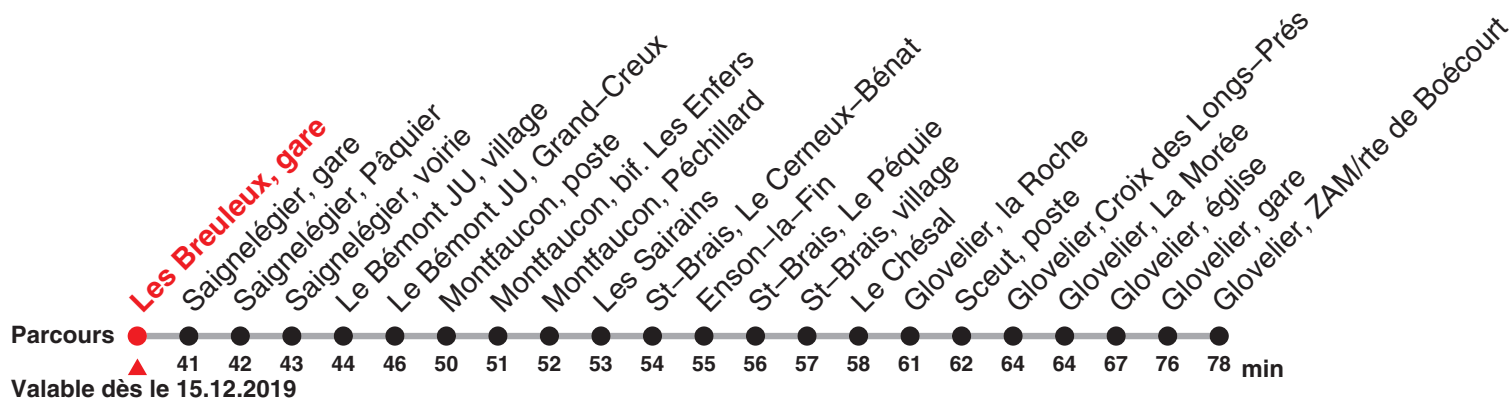 Les Breuleux, gare
Saignelégier, gare
Saignelégier, Pâquier
Saignelégier, voirie
Le Bémont JU, village
Le Bémont JU, Grand–Creux
Montfaucon, poste
Montfaucon, bif. Les Enfers
Montfaucon, Péchillard
Les Sairains
St–Brais, Le Cerneux–Bénat
Enson–la–Fin
St–Brais, Le Péquie
St–Brais, village
Le Chésal
Glovelier, la Roche
Sceut, poste
Glovelier, Croix des Longs–Prés
Glovelier, La Morée
Glovelier, église
Glovelier, gare
Glovelier, ZAM/rte de Boécourt
Parcours
41 42 43 44 46 50 51 52 53 54 55 56 57 58 61 62 64 64 67 76 78 min
Valable dès le 15.12.2019